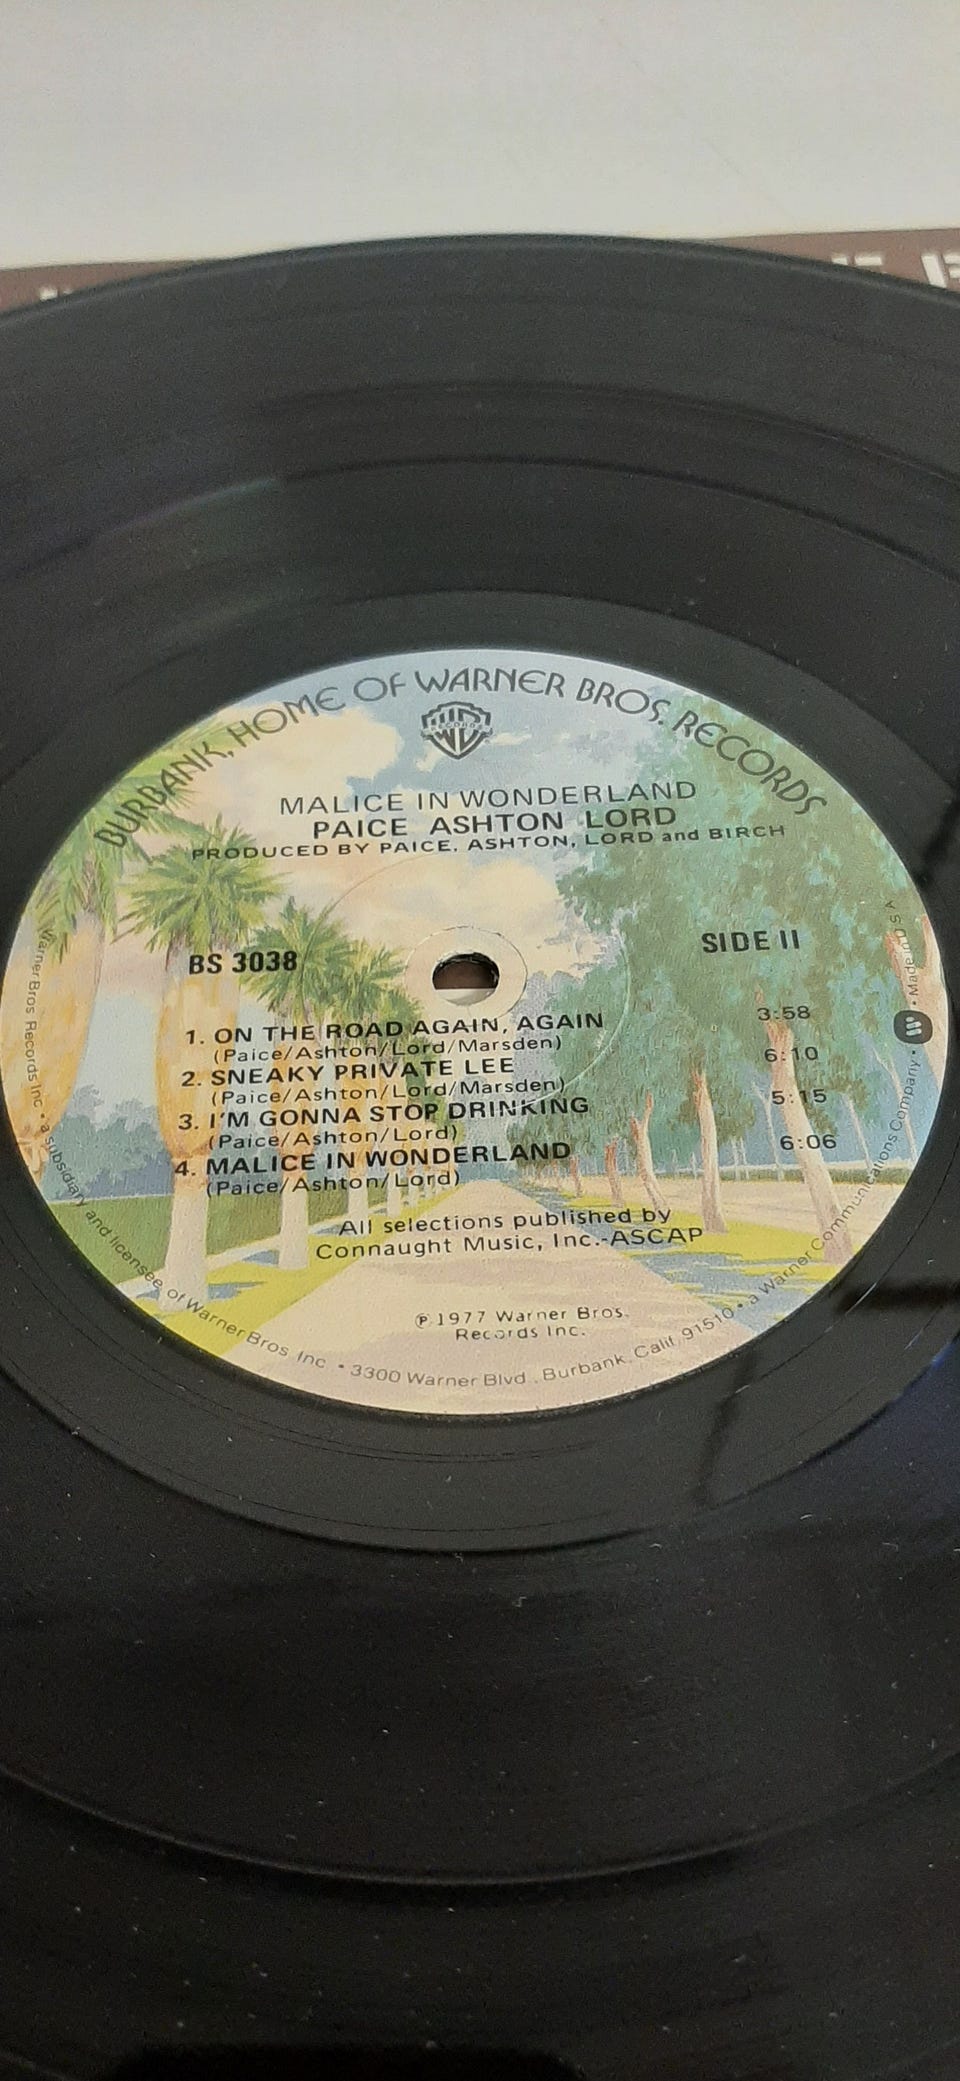 BURBANK, HOME OF WARNER BROS. RECORDS
RECORDS
MALICE IN WONDERLAND
PAICE ASHTON LORD
PRODUCED BY PAICE, ASHTON, LORD and BIRCH
BS 3038
SIDE II
1. ON THE ROAD AGAIN, AGAIN 3:58
(Paice/Ashton/Lord/Marsden)
2. SNEAKY PRIVATE LEE 6:10
(Paice/Ashton/Lord/Marsden)
3. I'M GONNA STOP DRINKING 5:15
(Paice/Ashton/Lord)
4. MALICE IN WONDERLAND 6:06
(Paice/Ashton/Lord)
All selections published by
Connaught Music, Inc.-ASCAP
℗ 1977 Warner Bros.
Records Inc.
Warner Bros Records Inc • a subsidiary and licensee of Warner Bros Inc • 3300 Warner Blvd., Burbank, Calif. 91510 • a Warner Communications Company • Made in U S A